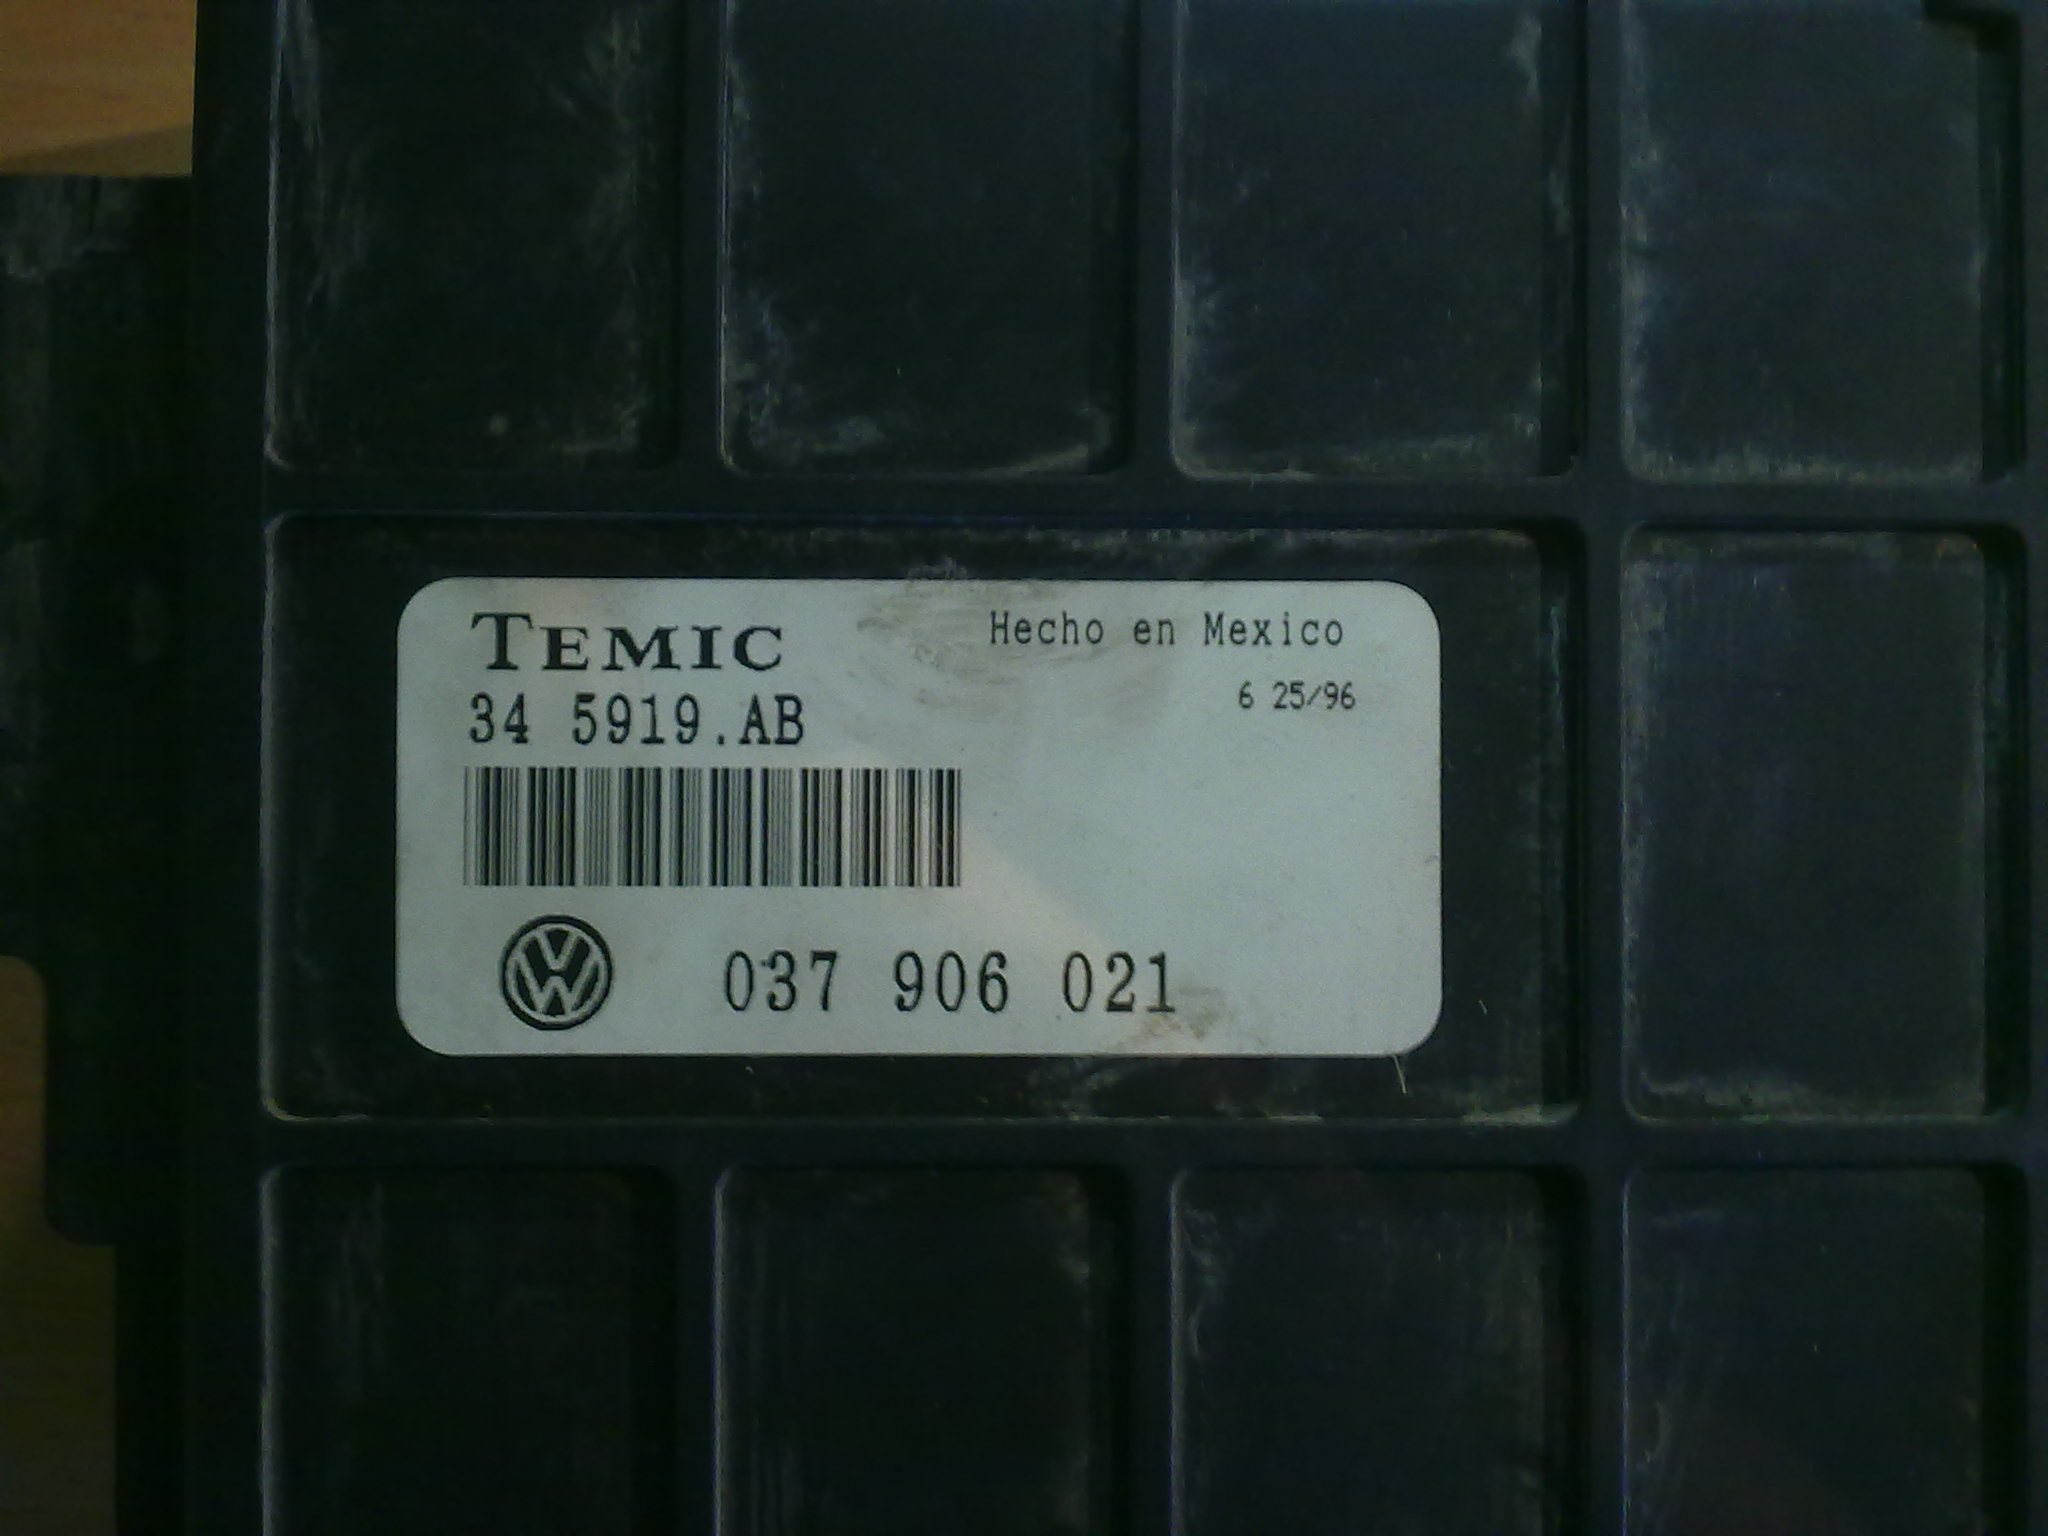 TEMIC
Hecho en Mexico
6 25/96
34 5919.AB
037 906 021